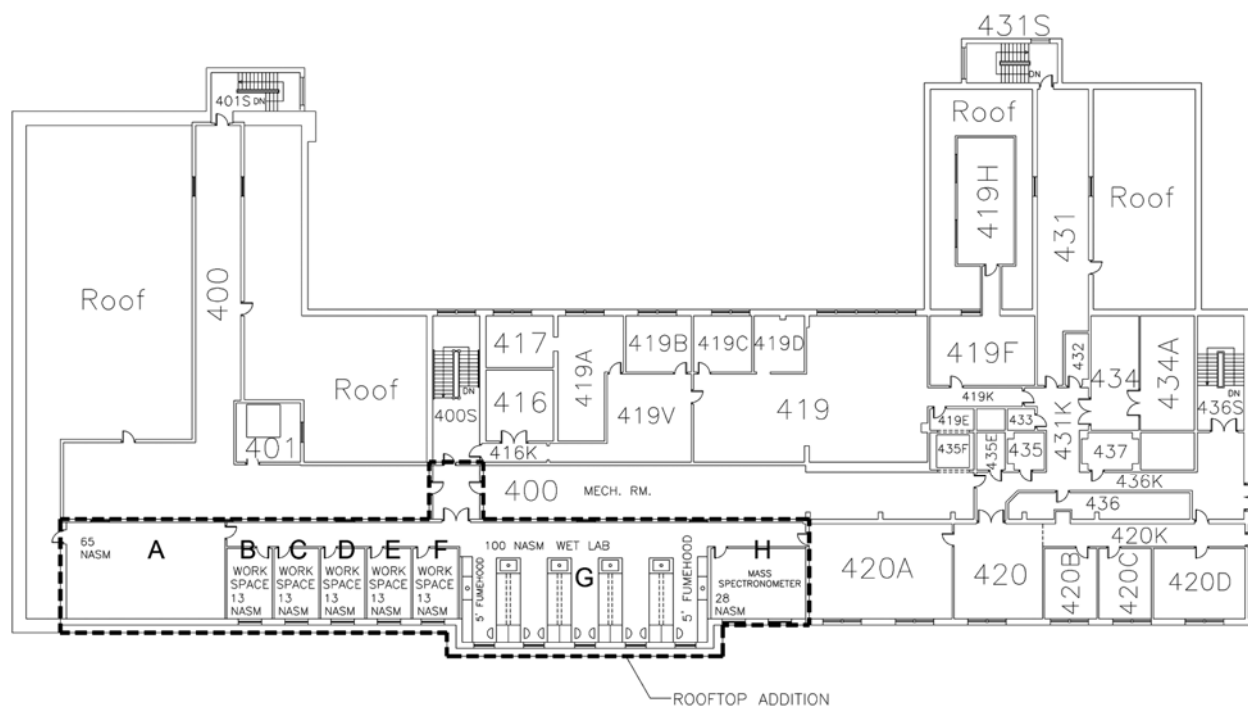 431S
DN
401S DN
Roof
419H
431
Roof
Roof
400
Roof
417
419A
419B
419C
419D
419F
432
434
434A
DN
436S
400S
DN
416
419V
419
419K
419E
433
431K
401
416K
435F
435E
435
437
400
MECH. RM.
436K
436
65
NASM
A
B
C
D
E
F
WORK
SPACE
13
NASM
WORK
SPACE
13
NASM
WORK
SPACE
13
NASM
WORK
SPACE
13
NASM
WORK
SPACE
13
NASM
100 NASM WET LAB
G
5' FUMEHOOD
5' FUMEHOOD
H
MASS
SPECTRONOMETER
28
NASM
420A
420
420K
420B
420C
420D
ROOFTOP ADDITION